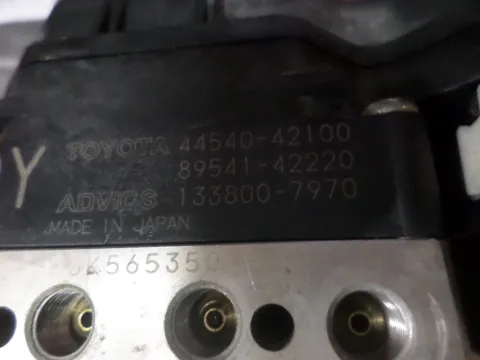 TOYOTA 44540-42100
89541-42220
ADVICS 133800-7970
MADE IN JAPAN
Y